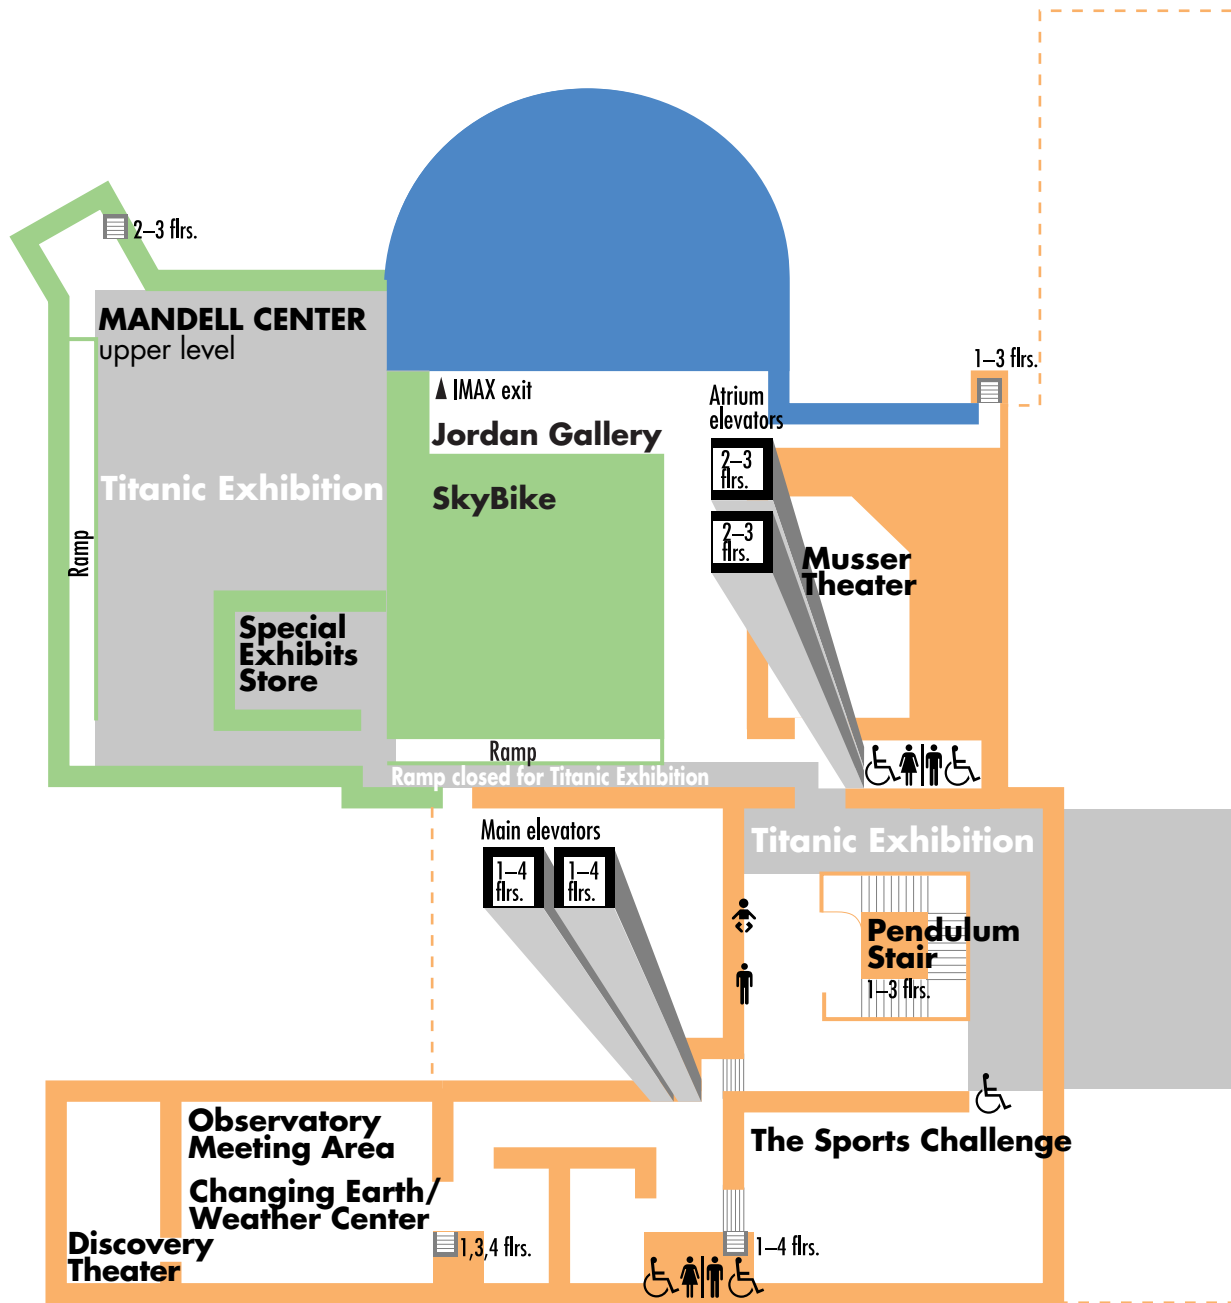 2–3 flrs.
MANDELL CENTER
upper level
1–3 flrs.
IMAX exit
Atrium
elevators
Jordan Gallery
2–3
flrs.
Titanic Exhibition
SkyBike
2–3
flrs.
Ramp
Musser
Theater
Special
Exhibits
Store
Ramp
Ramp closed for Titanic Exhibition
Main elevators
Titanic Exhibition
1–4
flrs.
1–4
flrs.
Pendulum
Stair
1–3 flrs.
Observatory
Meeting Area
The Sports Challenge
Changing Earth/
Weather Center
Discovery
Theater
1,3,4 flrs.
1–4 flrs.